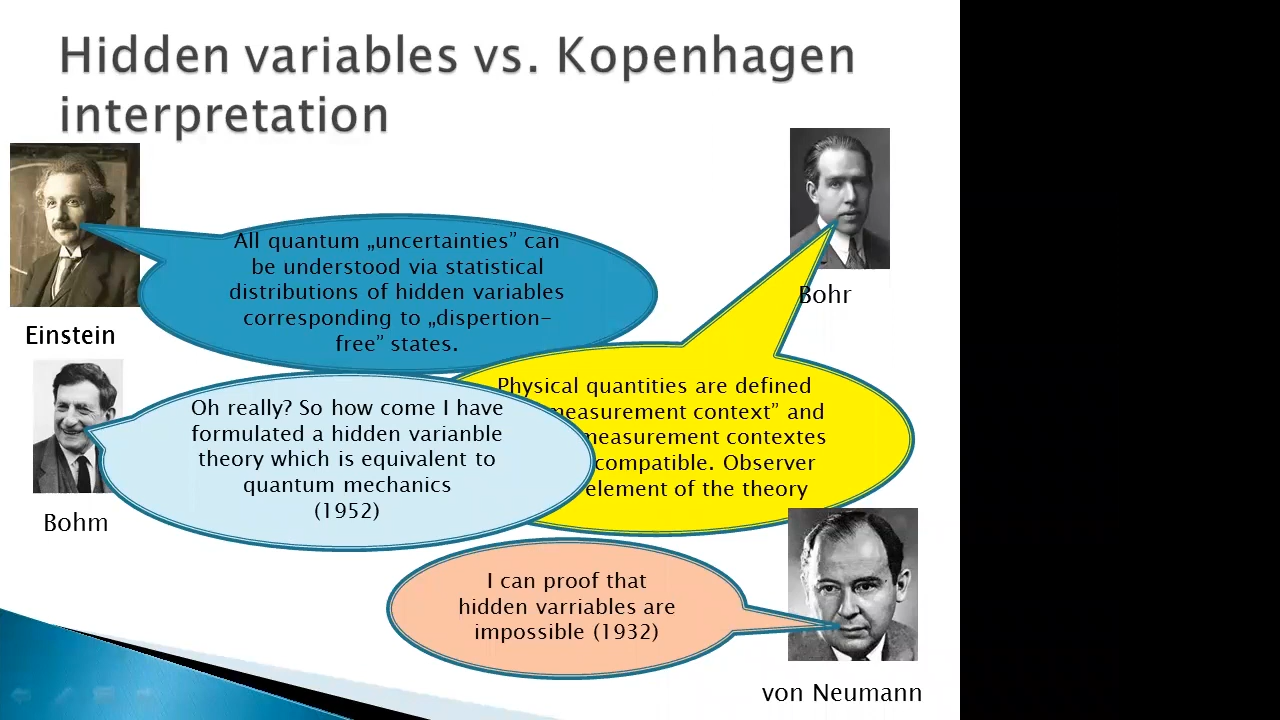 Hidden variables vs. Kopenhagen
interpretation
All quantum „uncertainties” can
be understood via statistical
distributions of hidden variables
corresponding to „dispertion-
free” states.
Einstein
Bohr
Physical quantities are defined
measurement context” and
measurement contextes
compatible. Observer
element of the theory
Oh really? So how come I have
formulated a hidden varianble
theory which is equivalent to
quantum mechanics
(1952)
Bohm
I can proof that
hidden varriables are
impossible (1932)
von Neumann